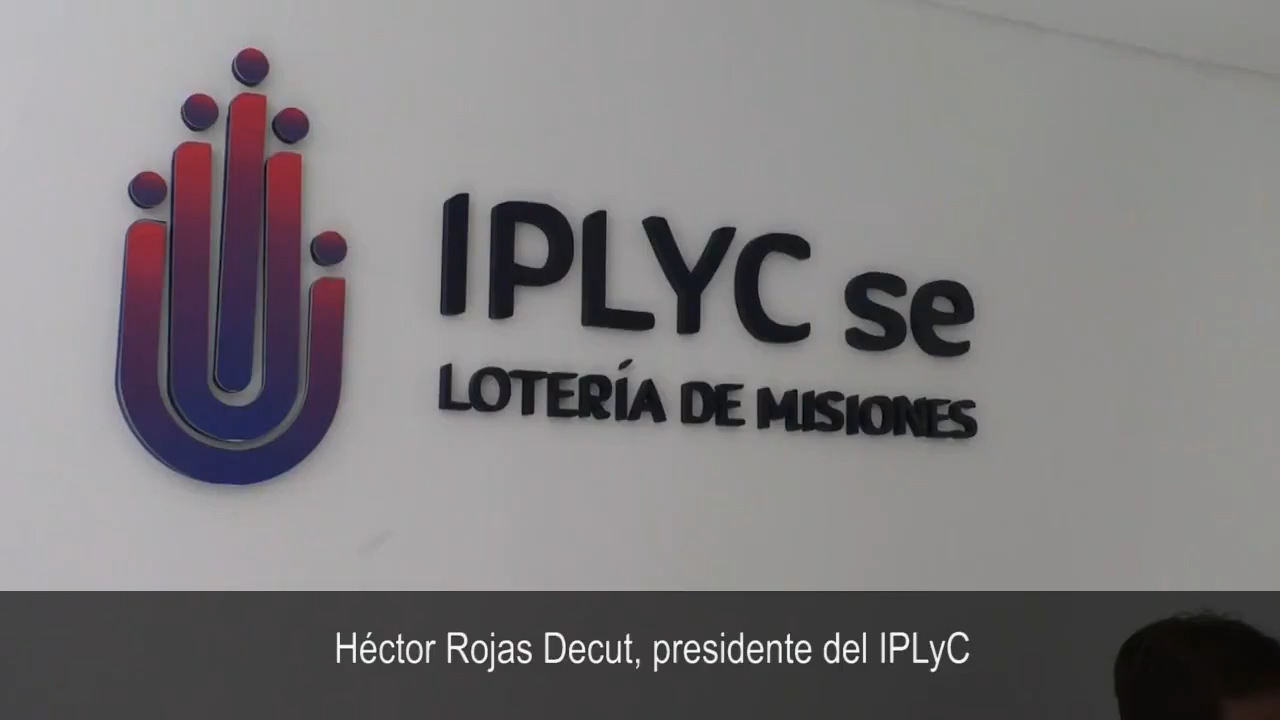 IPLYC se
LOTERÍA DE MISIONES
Héctor Rojas Decut, presidente del IPLyC